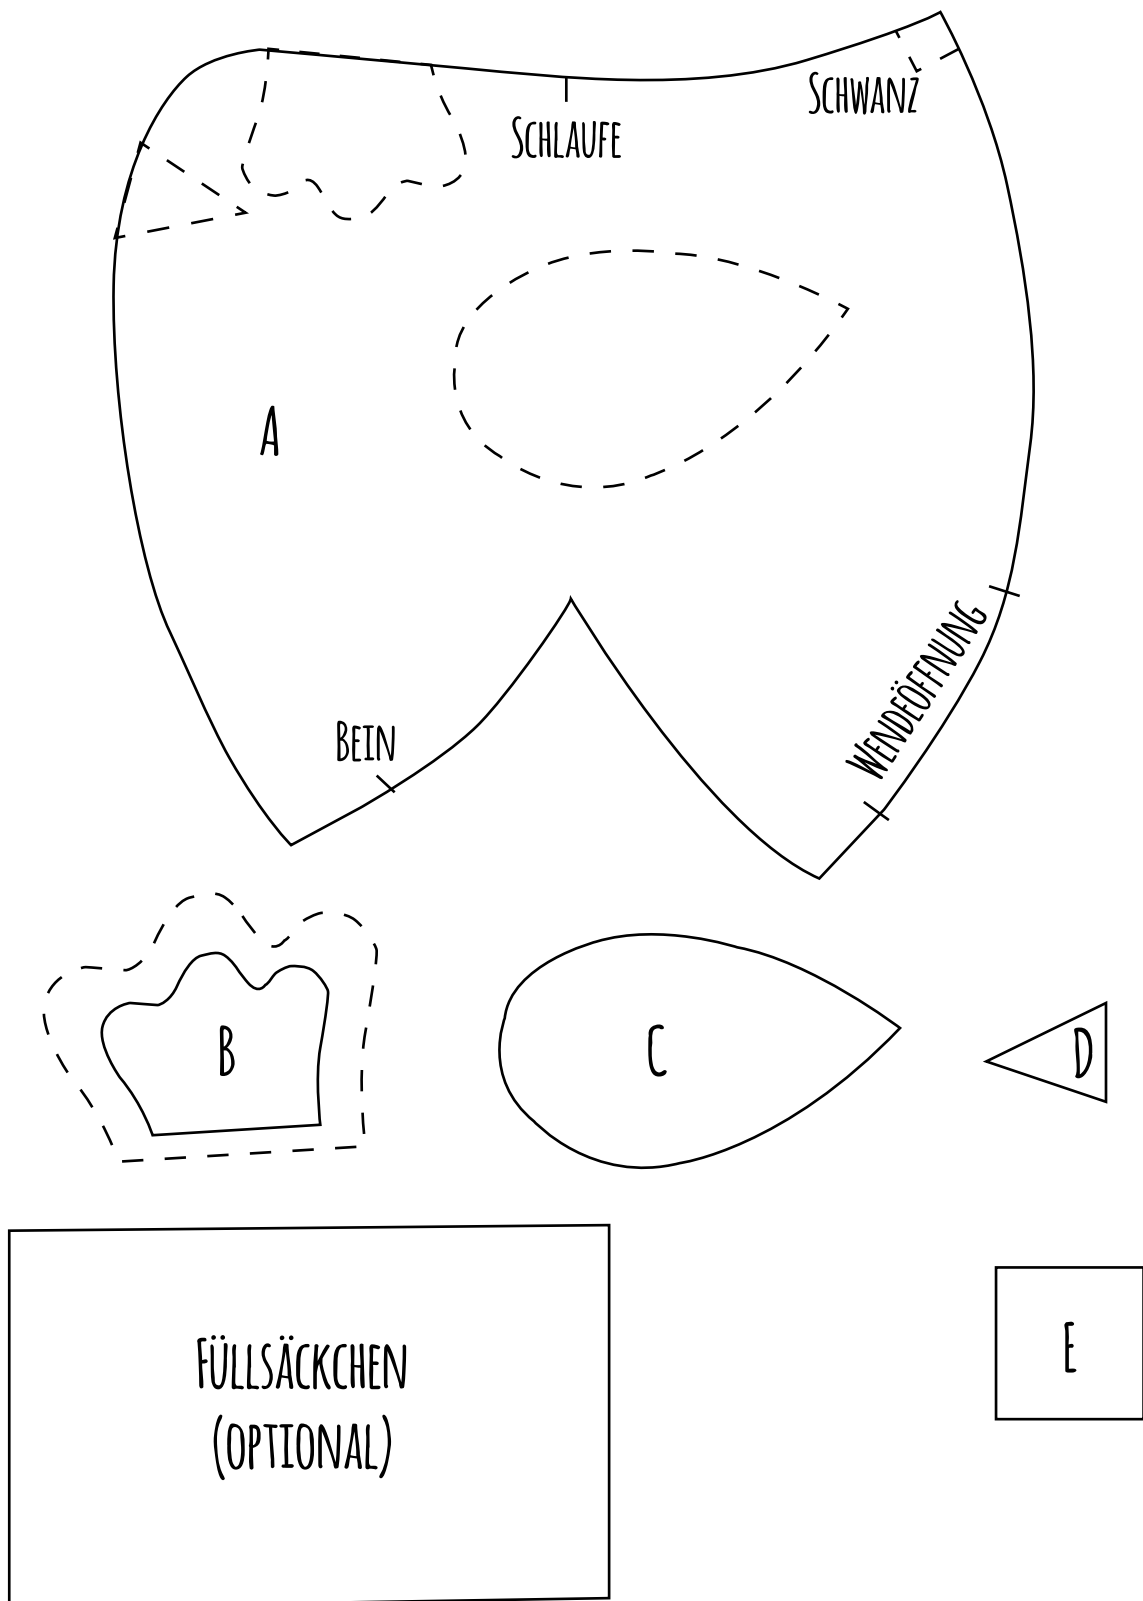 SCHWANZ
SCHLAUFE
A
WENDEÖFFNUNG
BEIN
B
C
D
FÜLLSÄCKCHEN
(OPTIONAL)
E